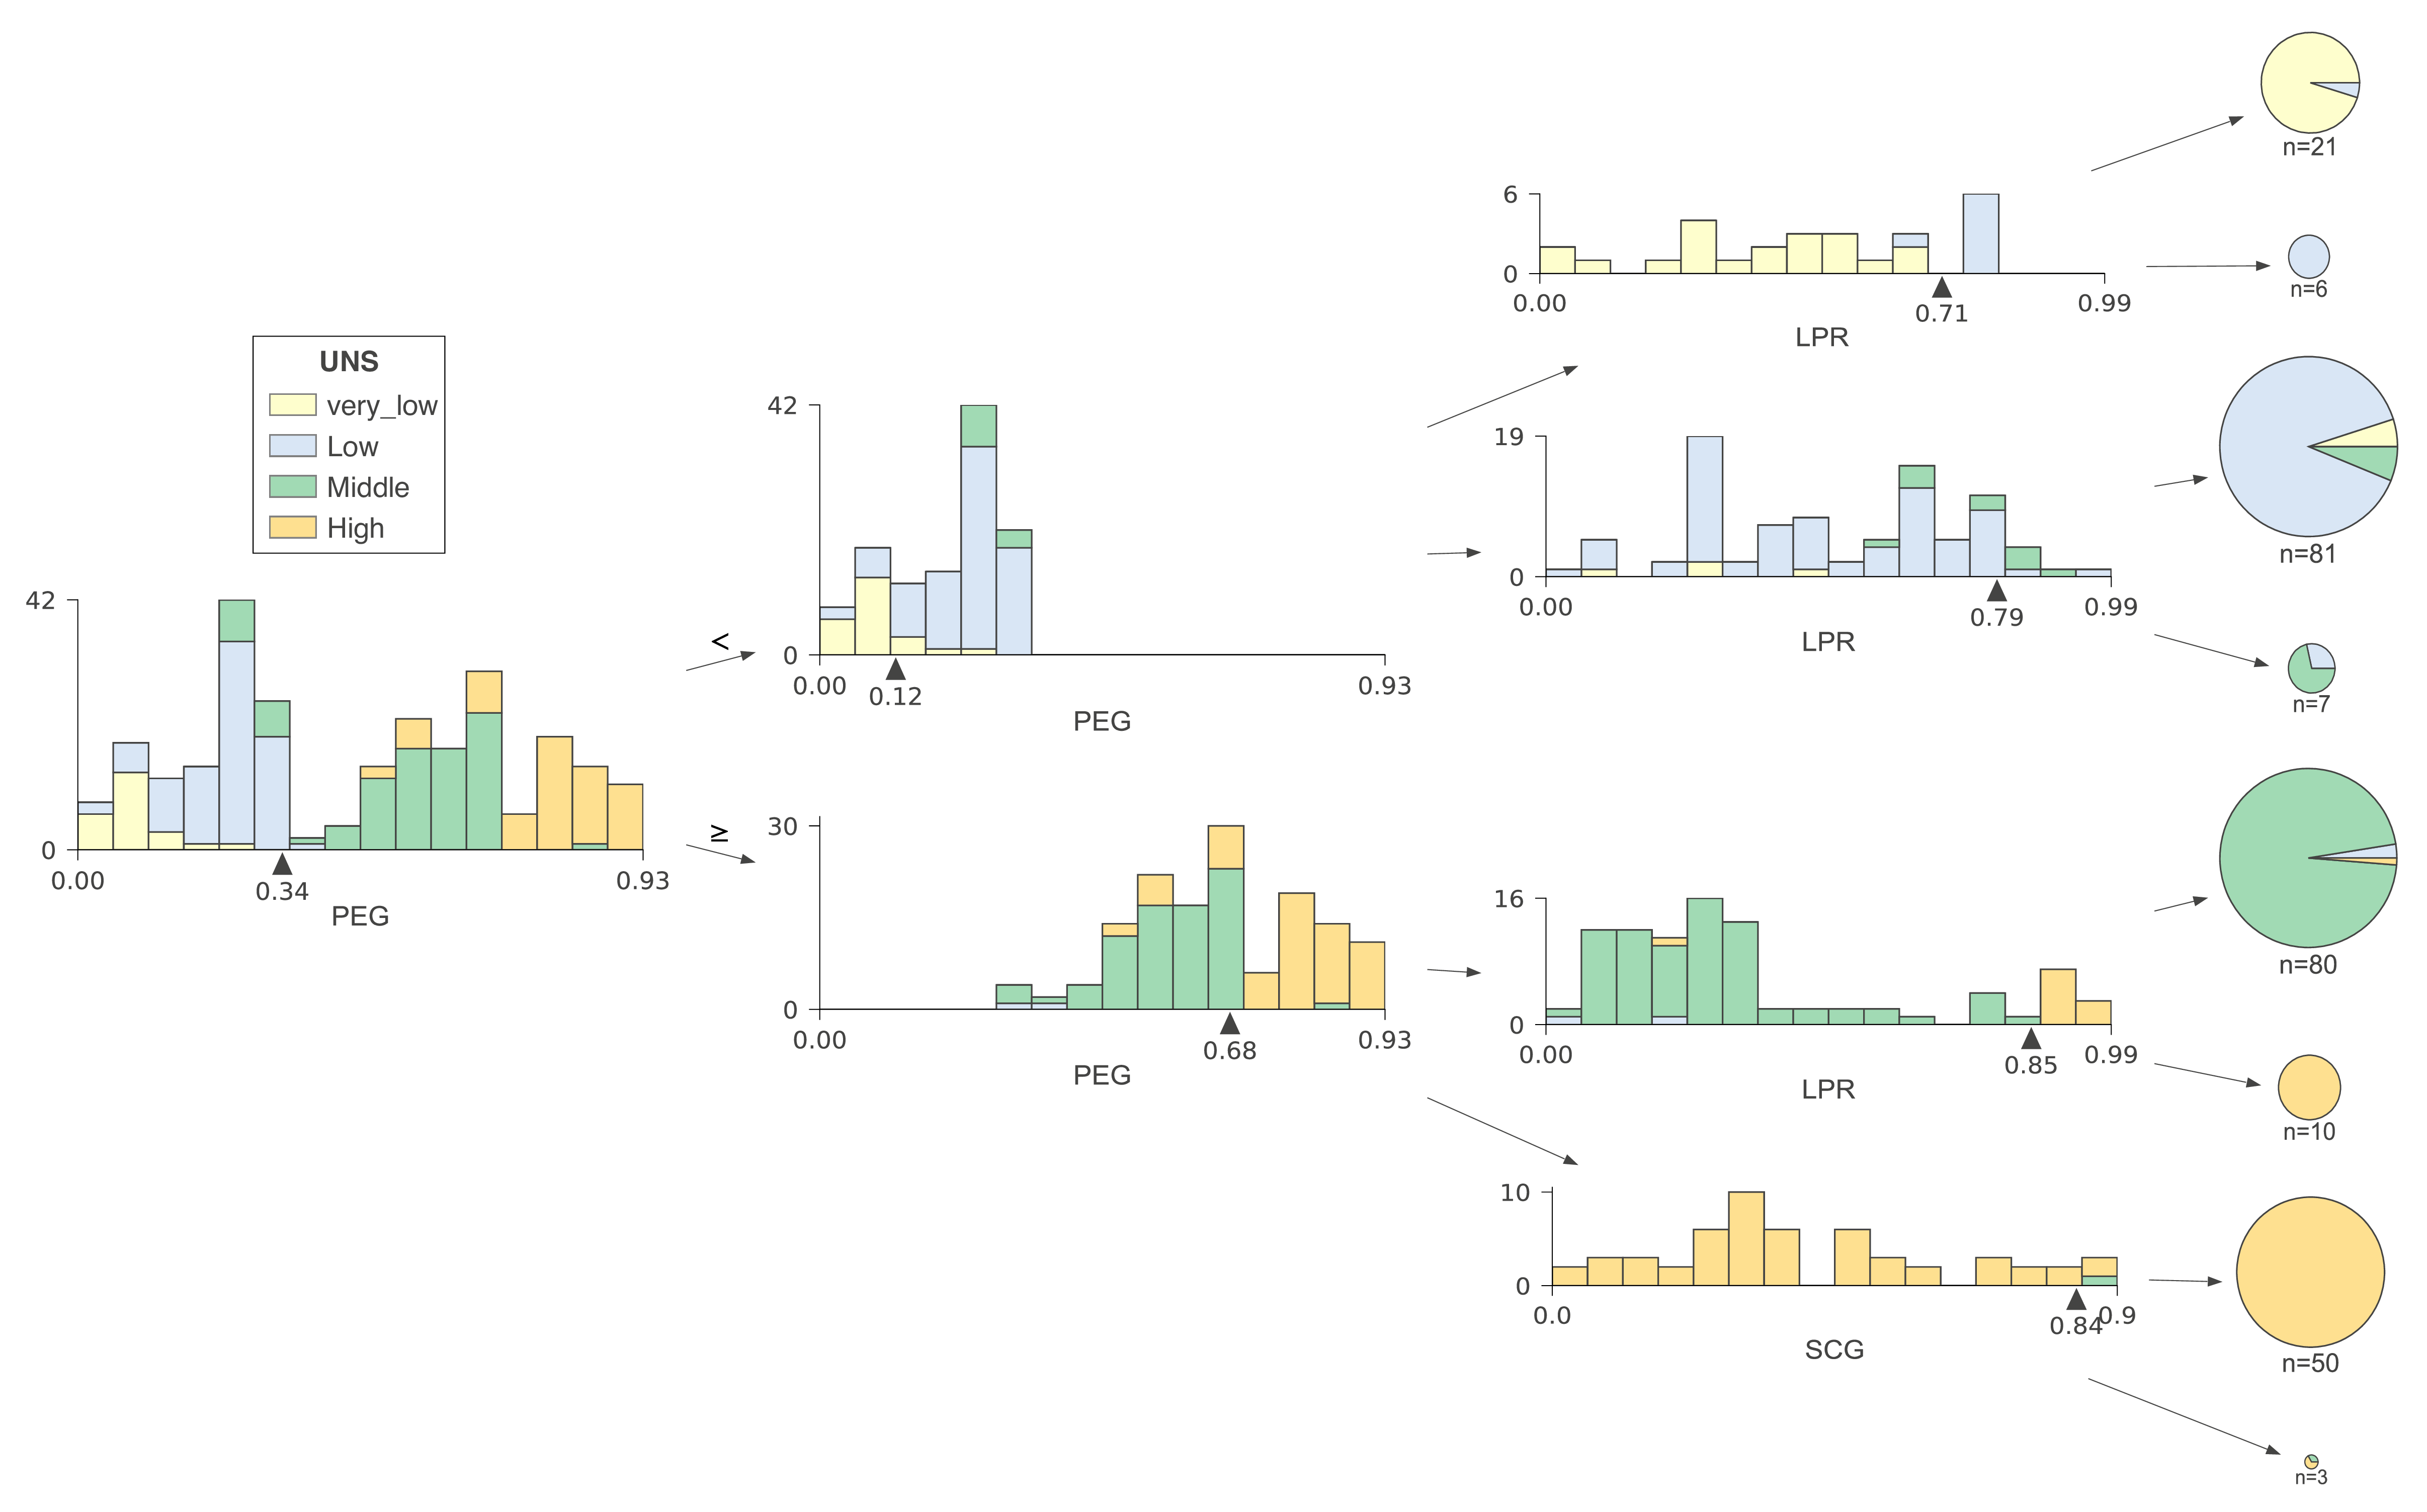 UNS
very_low
Low
Middle
High
42
0
0.00
0.34
0.93
PEG
<
≥
42
0
0.00
0.12
0.93
PEG
30
0
0.00
0.68
0.93
PEG
6
0
0.00
0.71
0.99
LPR
19
0
0.00
0.79
0.99
LPR
16
0
0.00
0.85
0.99
LPR
10
0
0.0
0.84
0.9
SCG
n=21
n=6
n=81
n=7
n=80
n=10
n=50
n=3